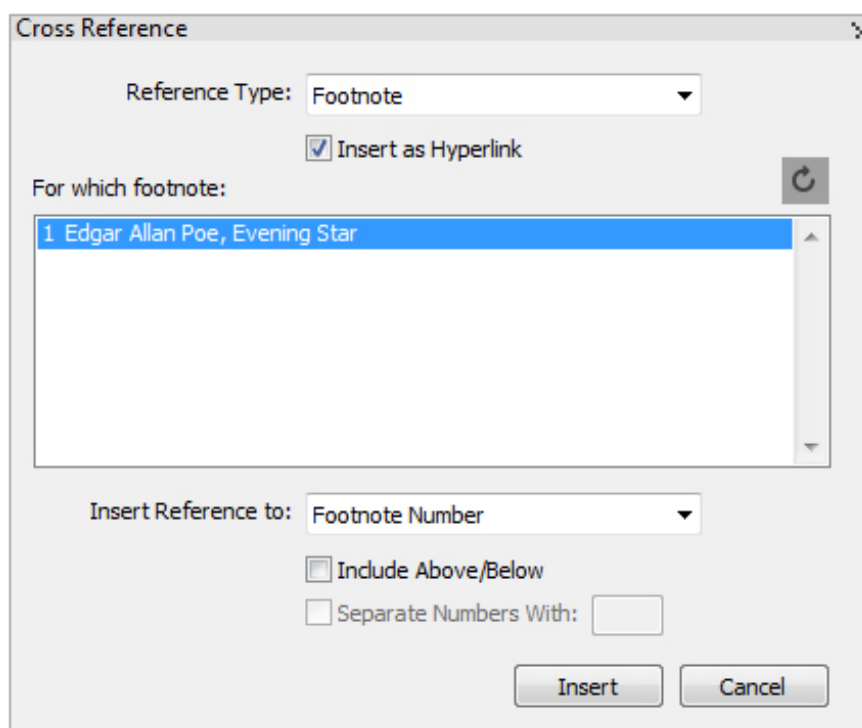 Cross Reference
Reference Type: Footnote
Insert as Hyperlink
For which footnote:
1 Edgar Allan Poe, Evening Star
Insert Reference to: Footnote Number
Include Above/Below
Separate Numbers With:
Insert Cancel